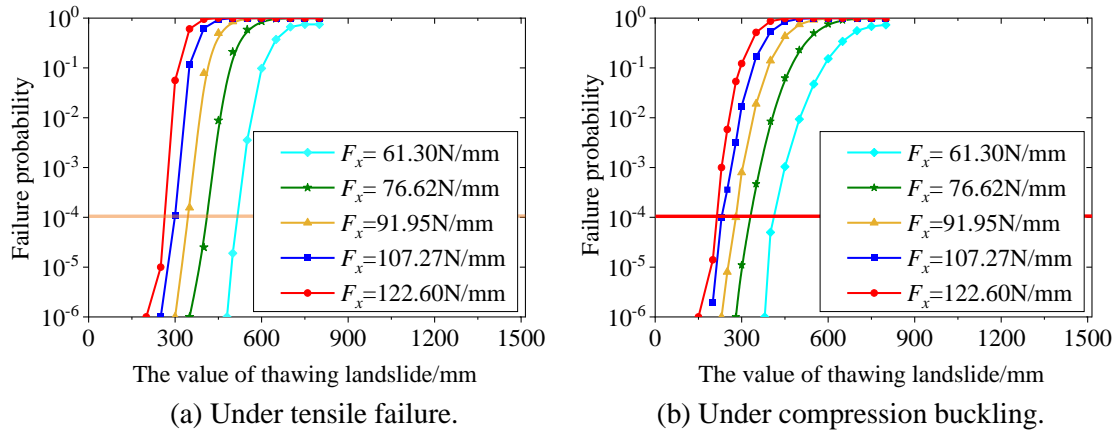 Failure probability
10^0
10^-1
10^-2
10^-3
10^-4
10^-5
10^-6
F_x= 61.30N/mm
F_x= 76.62N/mm
F_x=91.95N/mm
F_x=107.27N/mm
F_x=122.60N/mm
0 300 600 900 1200 1500
The value of thawing landslide/mm
(a) Under tensile failure.
Failure probability
10^0
10^-1
10^-2
10^-3
10^-4
10^-5
10^-6
F_x= 61.30N/mm
F_x= 76.62N/mm
F_x=91.95N/mm
F_x=107.27N/mm
F_x=122.60N/mm
0 300 600 900 1200 1500
The value of thawing landslide/mm
(b) Under compression buckling.